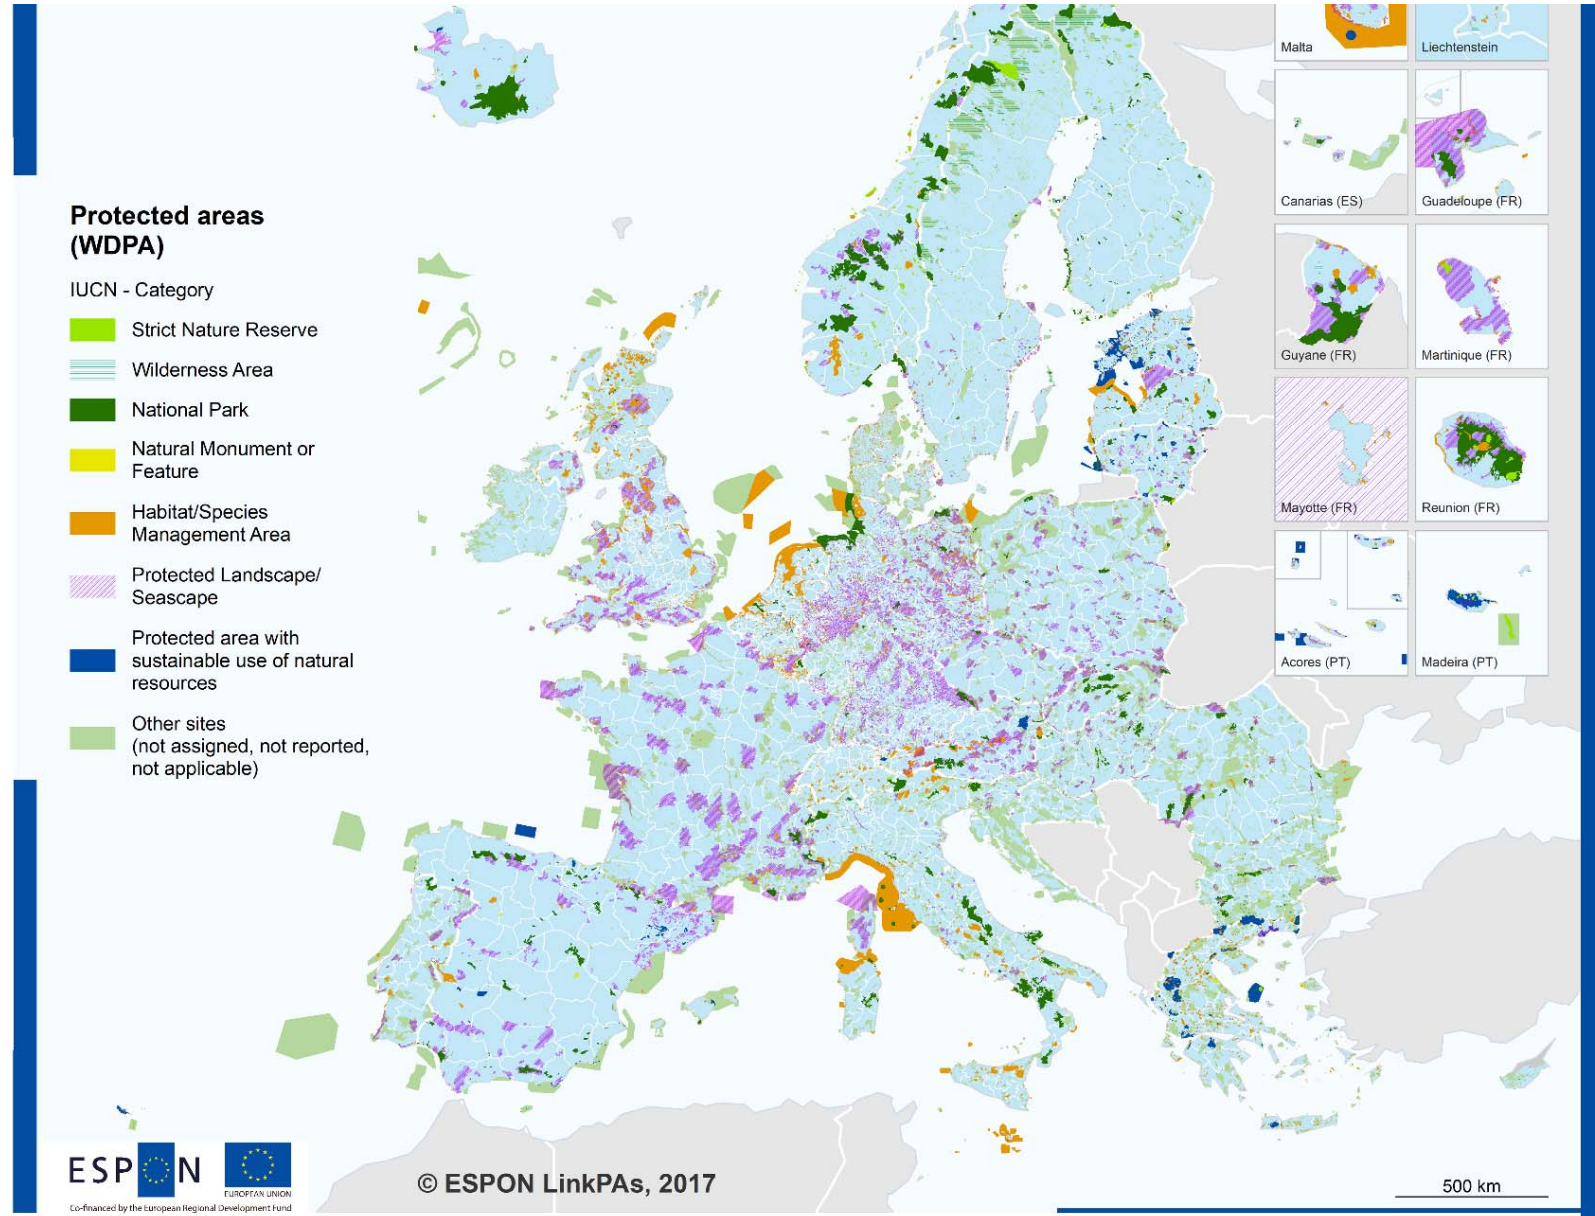 Protected areas
(WDPA)
IUCN - Category
Strict Nature Reserve
Wilderness Area
National Park
Natural Monument or
Feature
Habitat/Species
Management Area
Protected Landscape/
Seascape
Protected area with
sustainable use of natural
resources
Other sites
(not assigned, not reported,
not applicable)
Malta
Liechtenstein
Canarias (ES)
Guadeloupe (FR)
Guyane (FR)
Martinique (FR)
Mayotte (FR)
Reunion (FR)
Acores (PT)
Madeira (PT)
ESPON
EUROPEAN UNION
Co-financed by the European Regional Development Fund
© ESPON LinkPAs, 2017
500 km